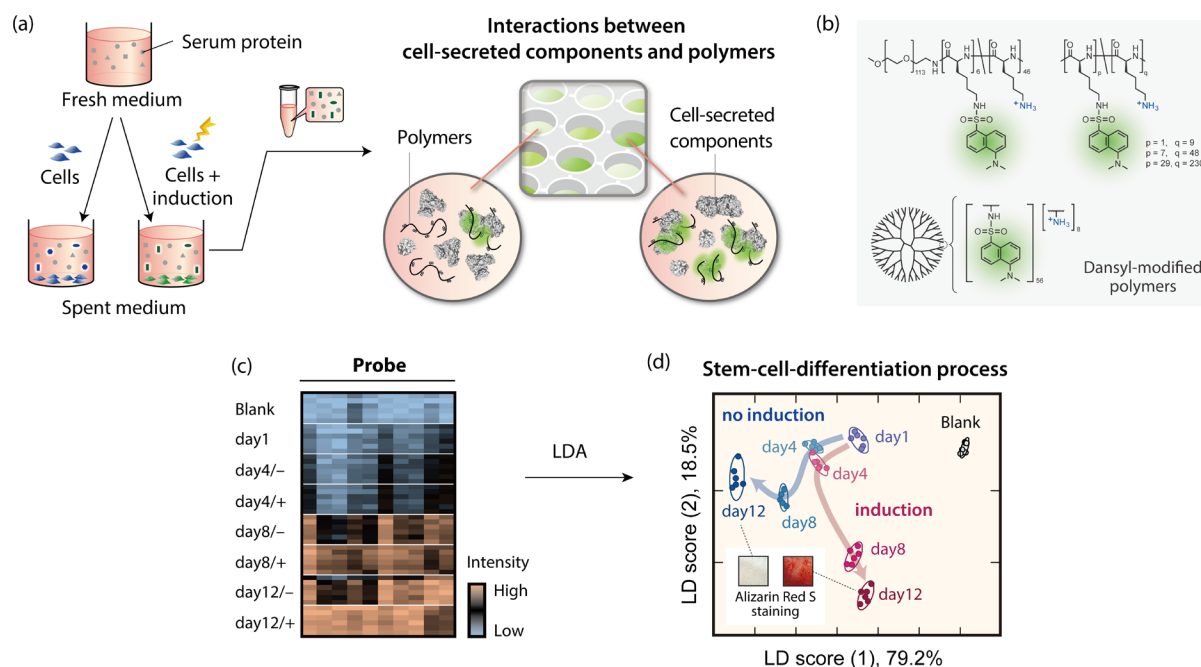 (a)
Serum protein
Fresh medium
Cells
Cells +
induction
Spent medium
Interactions between
cell-secreted components and polymers
Polymers
Cell-secreted
components
(b)
O
H
N
O
H
N
O
O
113
N
H
6
46
NH
O=S=O
+NH3
N
O
H
N
O
H
N
p
q
NH
O=S=O
+NH3
N
p = 1, q = 9
p = 7, q = 48
p = 29, q = 230
NH
O=S=O
N
56
+NH3
8
Dansyl-modified
polymers
(c)
Probe
Blank
day1
day4/−
day4/+
day8/−
day8/+
day12/−
day12/+
Intensity
High
Low
LDA
(d)
Stem-cell-differentiation process
no induction
day4
day1
Blank
day4
day12
day8
induction
day8
day12
Alizarin Red S
staining
LD score (2), 18.5%
LD score (1), 79.2%